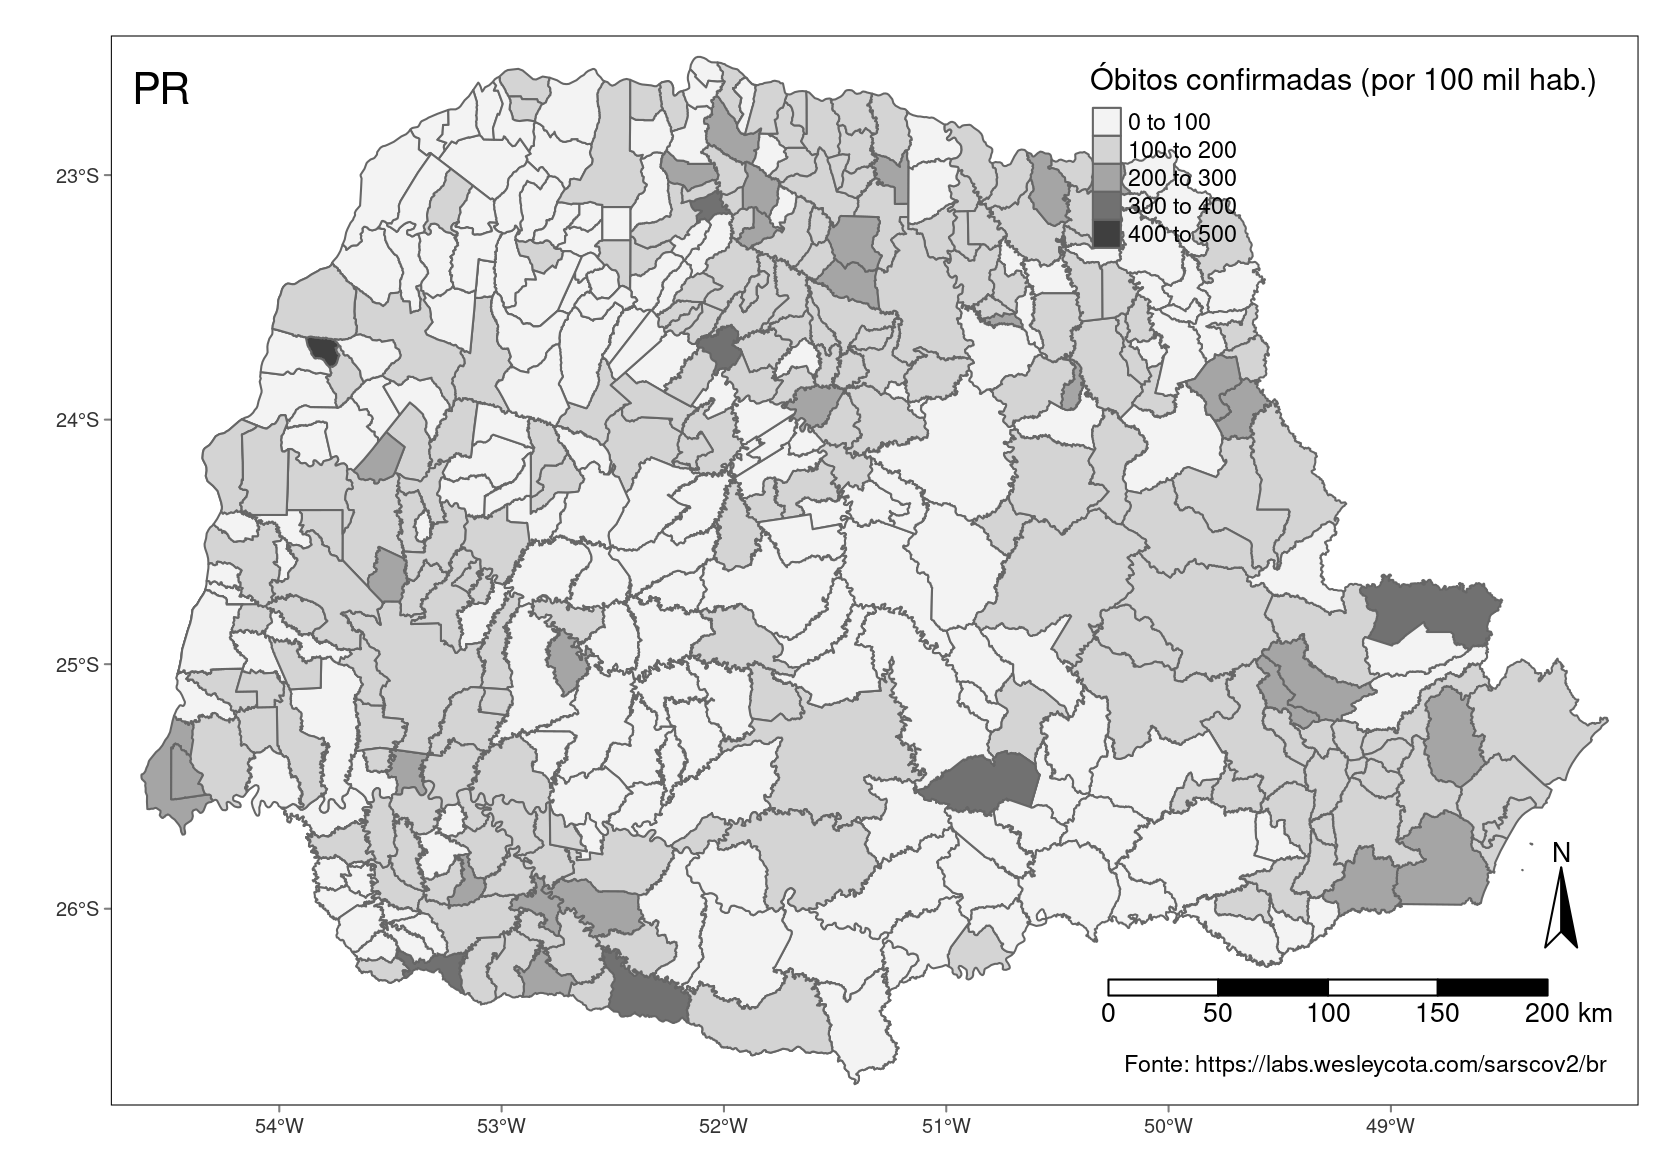 PR
Óbitos confirmadas (por 100 mil hab.)
0 to 100
100 to 200
200 to 300
300 to 400
400 to 500
23°S
24°S
25°S
26°S
N
0 50 100 150 200 km
Fonte: https://labs.wesleycota.com/sarscov2/br
54°W 53°W 52°W 51°W 50°W 49°W